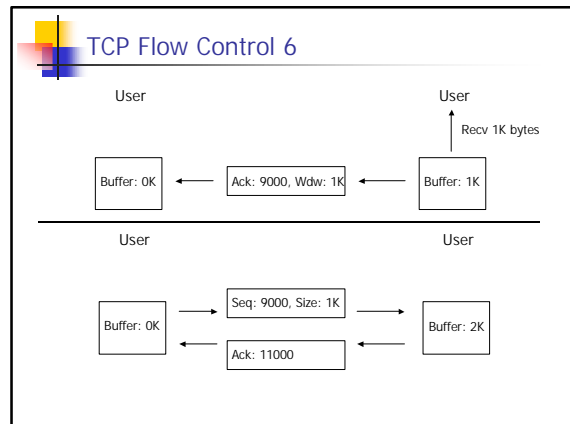 TCP Flow Control 6
User
User
Recv 1K bytes
Buffer: 0K
Ack: 9000, Wdw: 1K
Buffer: 1K
User
User
Seq: 9000, Size: 1K
Buffer: 0K
Buffer: 2K
Ack: 11000